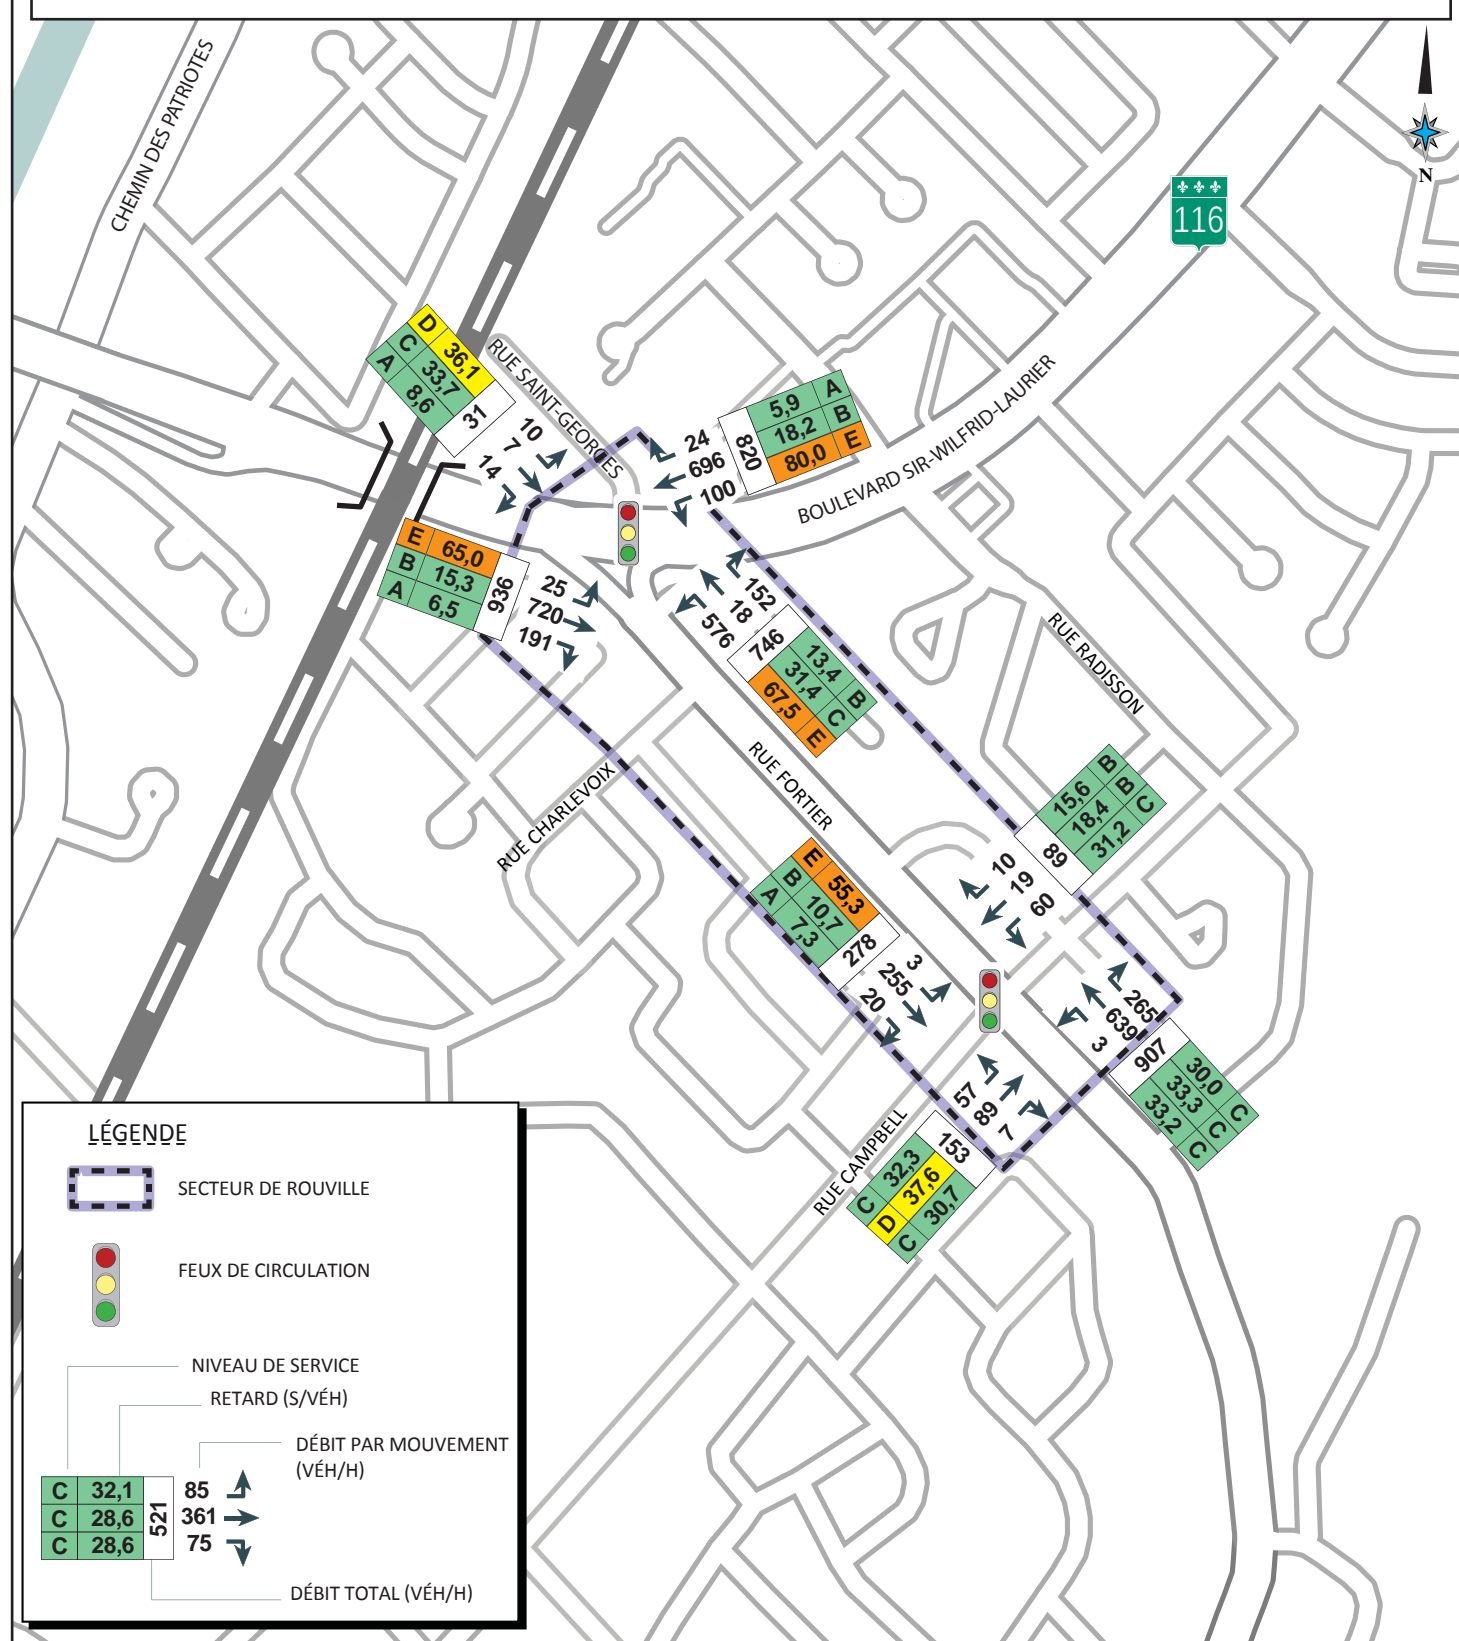 CHEMIN DES PATRIOTES
116
N
RUE SAINT-GEORGES
BOULEVARD SIR-WILFRID-LAURIER
D 36,1
C 33,7
A 8,6
31
10
7
14
24
696
100
820
5,9 A
18,2 B
80,0 E
E 65,0
B 15,3
A 6,5
936
25
720
191
152
18
576
746
13,4 B
31,4 C
67,5 E
RUE RADISSON
RUE FORTIER
RUE CHARLEVOIX
15,6 B
18,4 B
31,2 C
89
10
19
60
E 55,3
B 10,7
A 7,3
278
3
255
20
265
639
3
907
30,0 C
33,3 C
33,2 C
57
89
7
153
C 32,3
D 37,6
C 30,7
RUE CAMPBELL
LÉGENDE
SECTEUR DE ROUVILLE
FEUX DE CIRCULATION
NIVEAU DE SERVICE
RETARD (S/VÉH)
DÉBIT PAR MOUVEMENT
(VÉH/H)
C 32,1
C 28,6
C 28,6
521
85
361
75
DÉBIT TOTAL (VÉH/H)